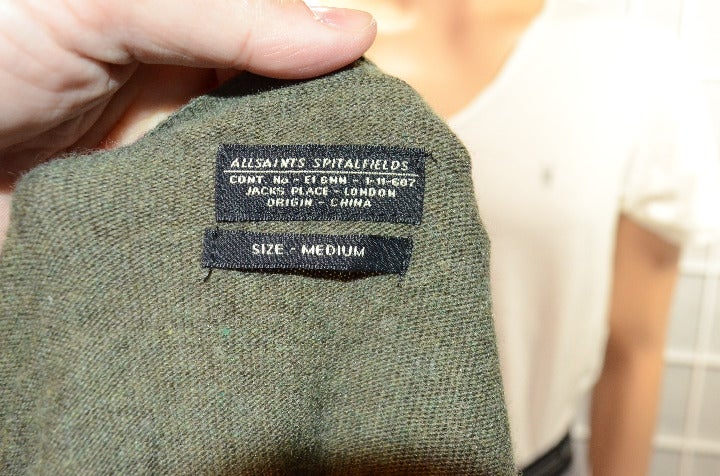 ALLSAINTS SPITALFIELDS
CONT. No - E1 6NN - 1-11-607
JACKS PLACE - LONDON
ORIGIN - CHINA
SIZE - MEDIUM